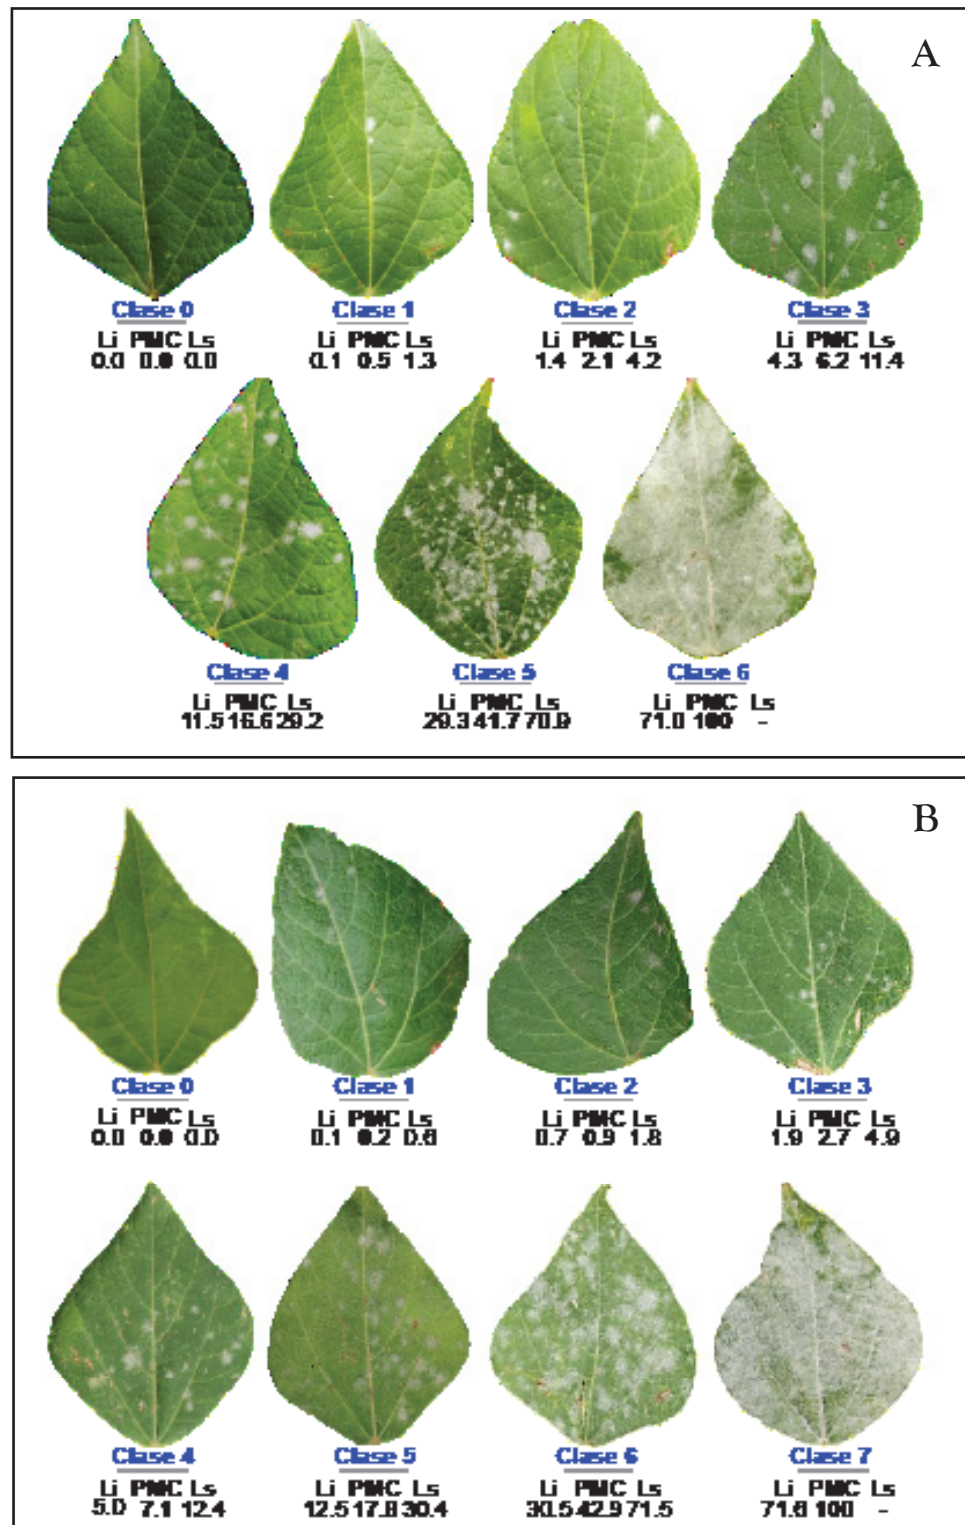 A
Clase 0 Clase 1 Clase 2 Clase 3
Li PMC Ls Li PMC Ls Li PMC Ls Li PMC Ls
0.0 0.0 0.0 0.1 0.5 1.3 1.4 2.1 4.2 4.3 6.2 11.4
Clase 4 Clase 5 Clase 6
Li PMC Ls Li PMC Ls Li PMC Ls
11.5 16.6 29.2 29.3 41.7 70.9 71.0 100 -
B
Clase 0 Clase 1 Clase 2 Clase 3
Li PMC Ls Li PMC Ls Li PMC Ls Li PMC Ls
0.0 0.0 0.0 0.1 0.2 0.6 0.7 0.9 1.8 1.9 2.7 4.9
Clase 4 Clase 5 Clase 6 Clase 7
Li PMC Ls Li PMC Ls Li PMC Ls Li PMC Ls
5.0 7.1 12.4 12.5 17.8 30.4 30.5 42.9 71.5 71.6 100 -